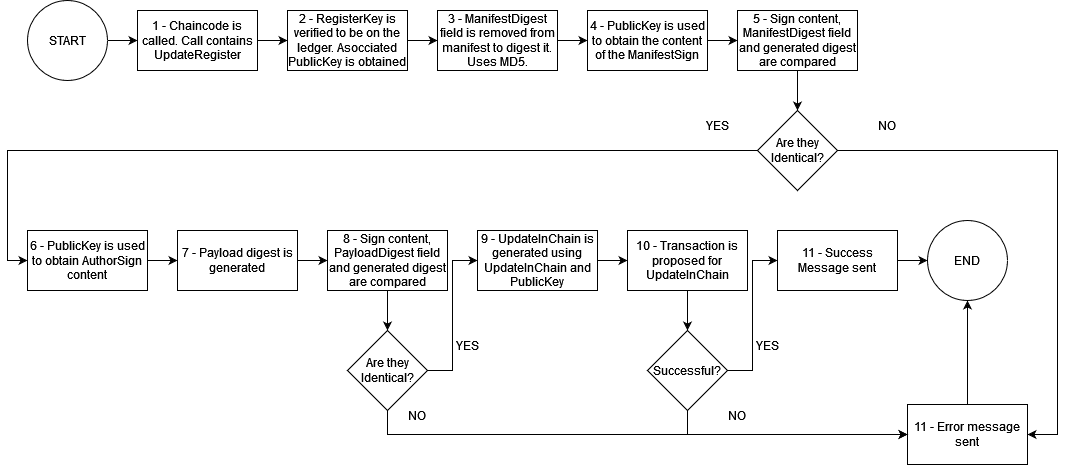 START
1 - Chaincode is
called. Call contains
UpdateRegister
2 - RegisterKey is
verified to be on the
ledger. Asocciated
PublicKey is obtained
3 - ManifestDigest
field is removed from
manifest to digest it.
Uses MD5.
4 - PublicKey is used
to obtain the content
of the ManifestSign
5 - Sign content,
ManifestDigest field
and generated digest
are compared
YES
NO
Are they
Identical?
6 - PublicKey is used
to obtain AuthorSign
content
7 - Payload digest is
generated
8 - Sign content,
PayloadDigest field
and generated digest
are compared
9 - UpdateInChain is
generated using
UpdateInChain and
PublicKey
10 - Transaction is
proposed for
UpdateInChain
11 - Success
Message sent
END
Are they
Identical?
YES
Successful?
YES
NO
NO
11 - Error message
sent